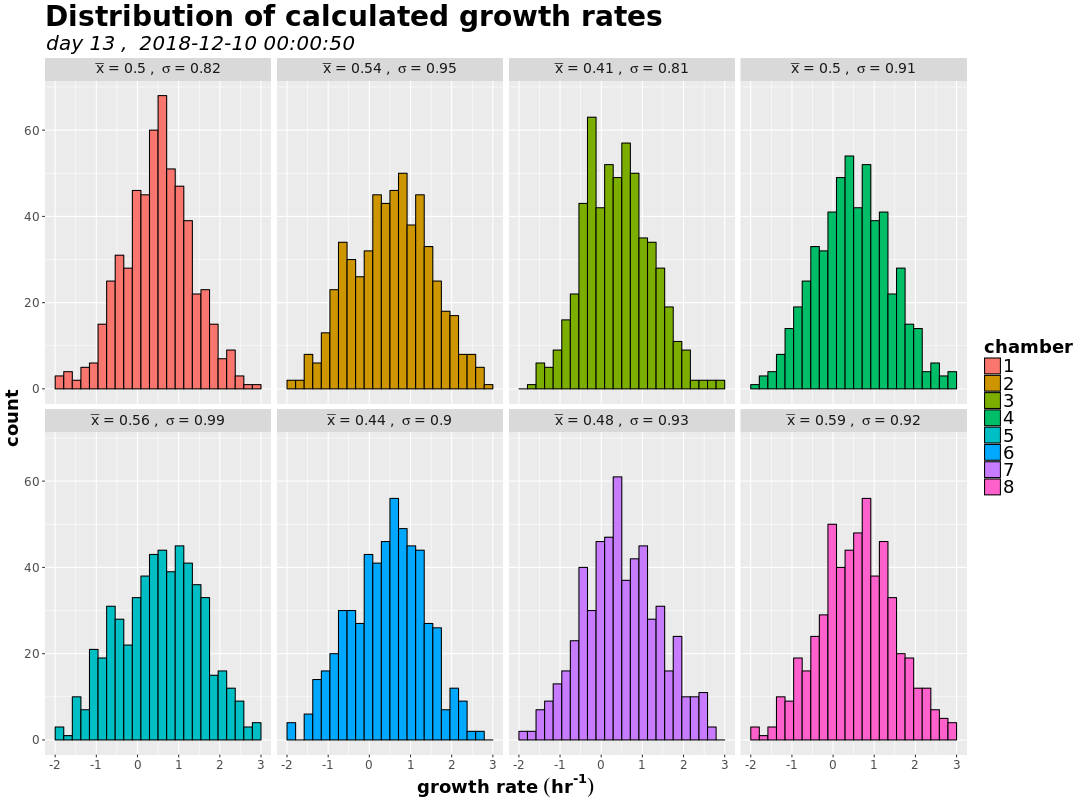 Distribution of calculated growth rates
day 13 ,  2018-12-10 00:00:50
x̅ = 0.5 ,  σ = 0.82
x̅ = 0.54 ,  σ = 0.95
x̅ = 0.41 ,  σ = 0.81
x̅ = 0.5 ,  σ = 0.91
60
40
20
0
x̅ = 0.56 ,  σ = 0.99
x̅ = 0.44 ,  σ = 0.9
x̅ = 0.48 ,  σ = 0.93
x̅ = 0.59 ,  σ = 0.92
60
40
20
0
-2 -1 0 1 2 3
-2 -1 0 1 2 3
-2 -1 0 1 2 3
-2 -1 0 1 2 3
growth rate (hr⁻¹)
count
chamber
1
2
3
4
5
6
7
8